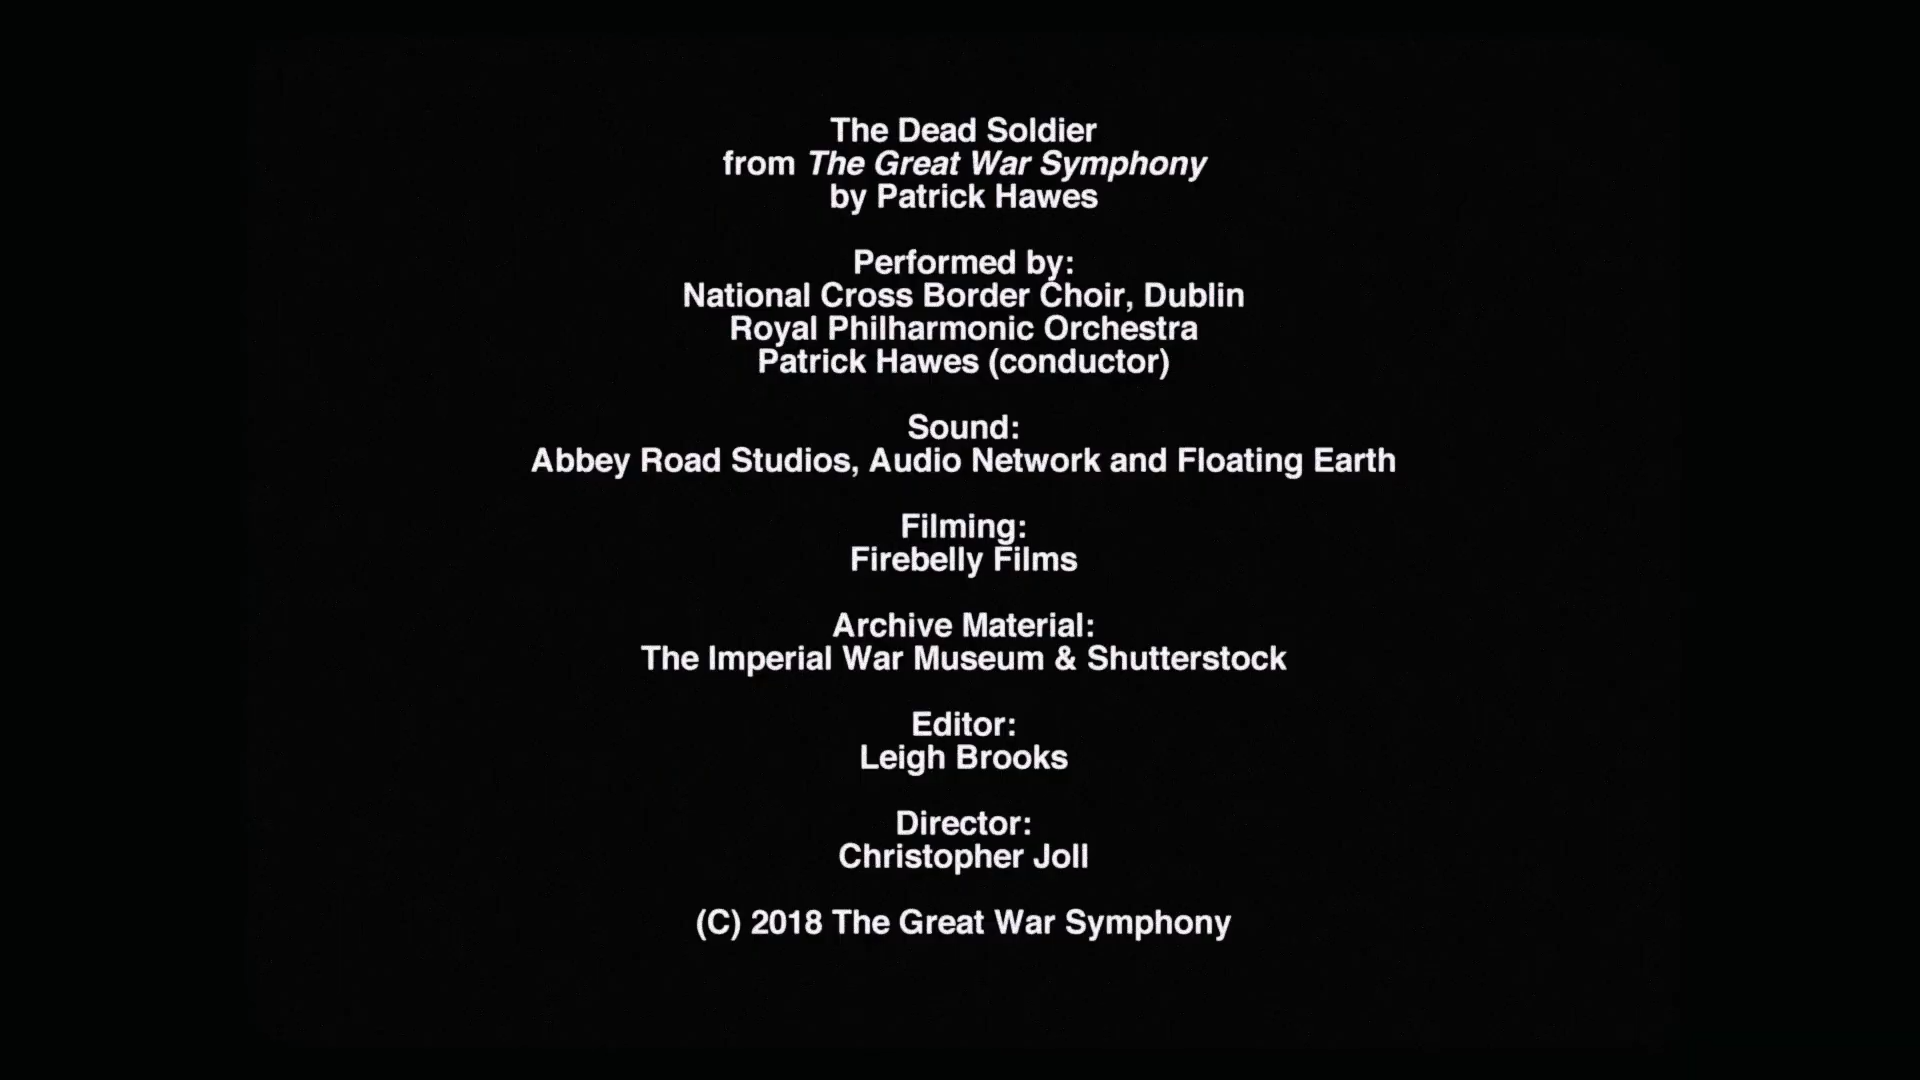 The Dead Soldier
from The Great War Symphony
by Patrick Hawes
Performed by:
National Cross Border Choir, Dublin
Royal Philharmonic Orchestra
Patrick Hawes (conductor)
Sound:
Abbey Road Studios, Audio Network and Floating Earth
Filming:
Firebelly Films
Archive Material:
The Imperial War Museum & Shutterstock
Editor:
Leigh Brooks
Director:
Christopher Joll
(C) 2018 The Great War Symphony